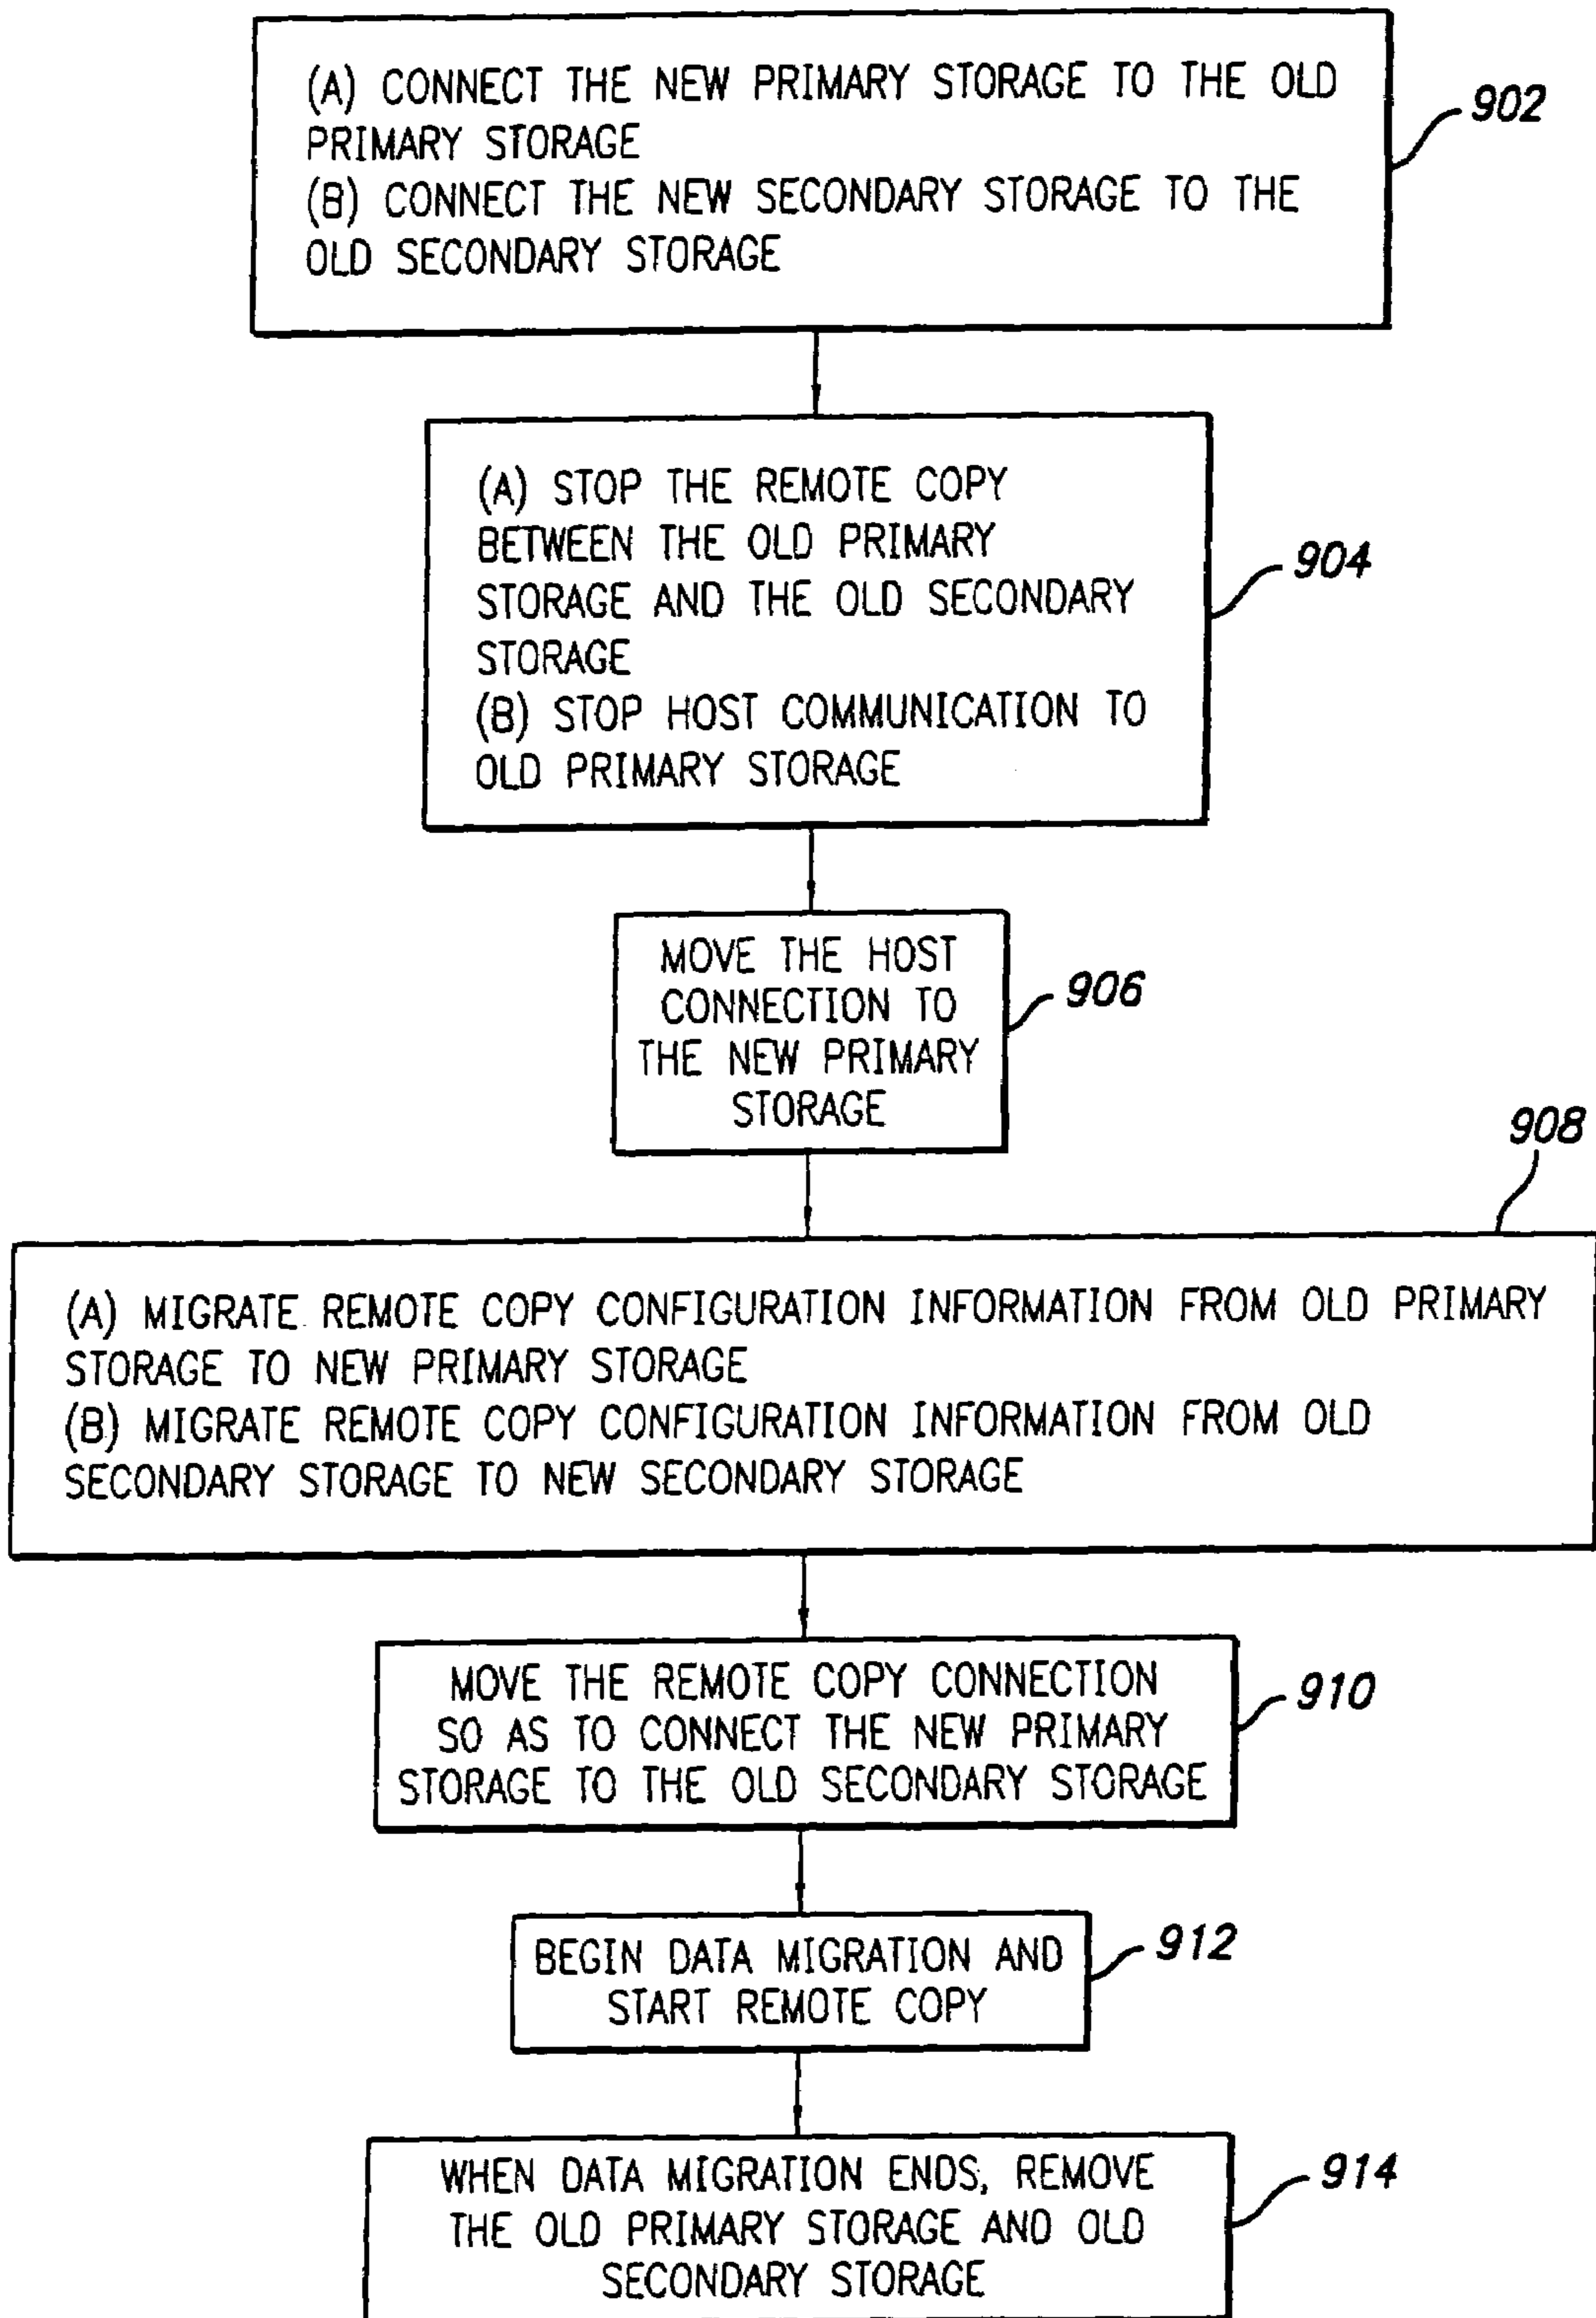 (A) CONNECT THE NEW PRIMARY STORAGE TO THE OLD
PRIMARY STORAGE
(B) CONNECT THE NEW SECONDARY STORAGE TO THE
OLD SECONDARY STORAGE
902
(A) STOP THE REMOTE COPY
BETWEEN THE OLD PRIMARY
STORAGE AND THE OLD SECONDARY
STORAGE
(B) STOP HOST COMMUNICATION TO
OLD PRIMARY STORAGE
904
MOVE THE HOST
CONNECTION TO
THE NEW PRIMARY
STORAGE
906
908
(A) MIGRATE REMOTE COPY CONFIGURATION INFORMATION FROM OLD PRIMARY
STORAGE TO NEW PRIMARY STORAGE
(B) MIGRATE REMOTE COPY CONFIGURATION INFORMATION FROM OLD
SECONDARY STORAGE TO NEW SECONDARY STORAGE
MOVE THE REMOTE COPY CONNECTION
SO AS TO CONNECT THE NEW PRIMARY
STORAGE TO THE OLD SECONDARY STORAGE
910
BEGIN DATA MIGRATION AND
START REMOTE COPY
912
WHEN DATA MIGRATION ENDS, REMOVE
THE OLD PRIMARY STORAGE AND OLD
SECONDARY STORAGE
914